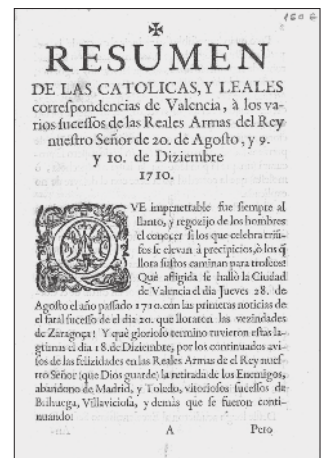 1506
✠
RESUMEN
DE LAS CATOLICAS, Y LEALES
correſpondencias de Valencia, à los va-
rios ſuceſſos de las Reales Armas del Rey
nueſtro Señor de 20. de Agoſto, y 9.
y 10. de Diziembre
1710.
QVE impenetrable fue ſiempre al
llanto, y regozijo de los hombres
el conocer ſi los que celebra triũ-
fos ſe elevan à precipicios, ò los q̃
llora ſuſtos caminan para trofeos!
Què afligida ſe hallò la Ciudad
de Valencia el dia Jueves 28. de
Agoſto el año paſſado 1710. con las primeras noticias de
el fatal ſuceſſo de el dia 20. que lloraron las vezindades
de Zaragoça! Y què glorioſo termino tuvieron eſtas la-
grimas el dia 18. de Diziembre, por los continuados avi-
ſos de las felizidades en las Reales Armas de el Rey nueſ-
tro Señor (que Dios guarde) la retirada de los Enemigos,
abandono de Madrid, y Toledo, vitorioſos ſuceſſos de
Brihuega, Villavicioſa, y demàs que ſe fueron conti-
nuando:
A Pero